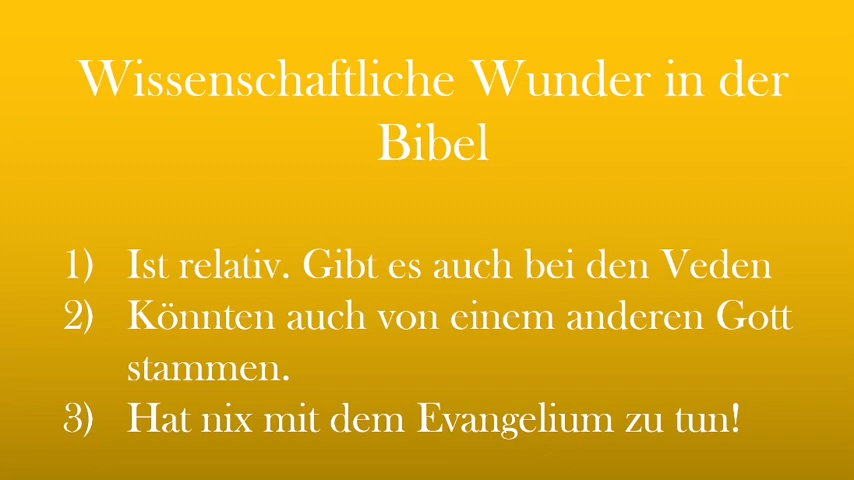 Wissenschaftliche Wunder in der
Bibel
1) Ist relativ. Gibt es auch bei den Veden
2) Könnten auch von einem anderen Gott
stammen.
3) Hat nix mit dem Evangelium zu tun!